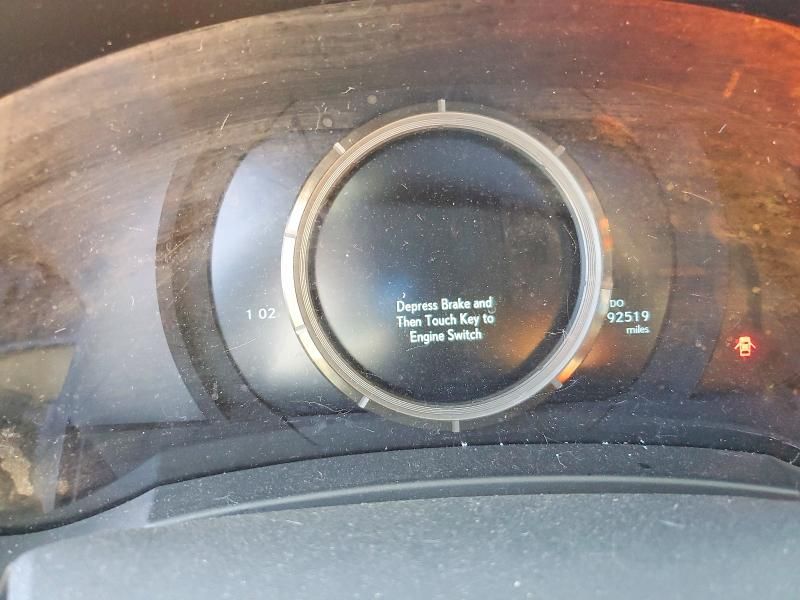 Depress Brake and
Then Touch Key to
Engine Switch
1 02
DO
92519
miles